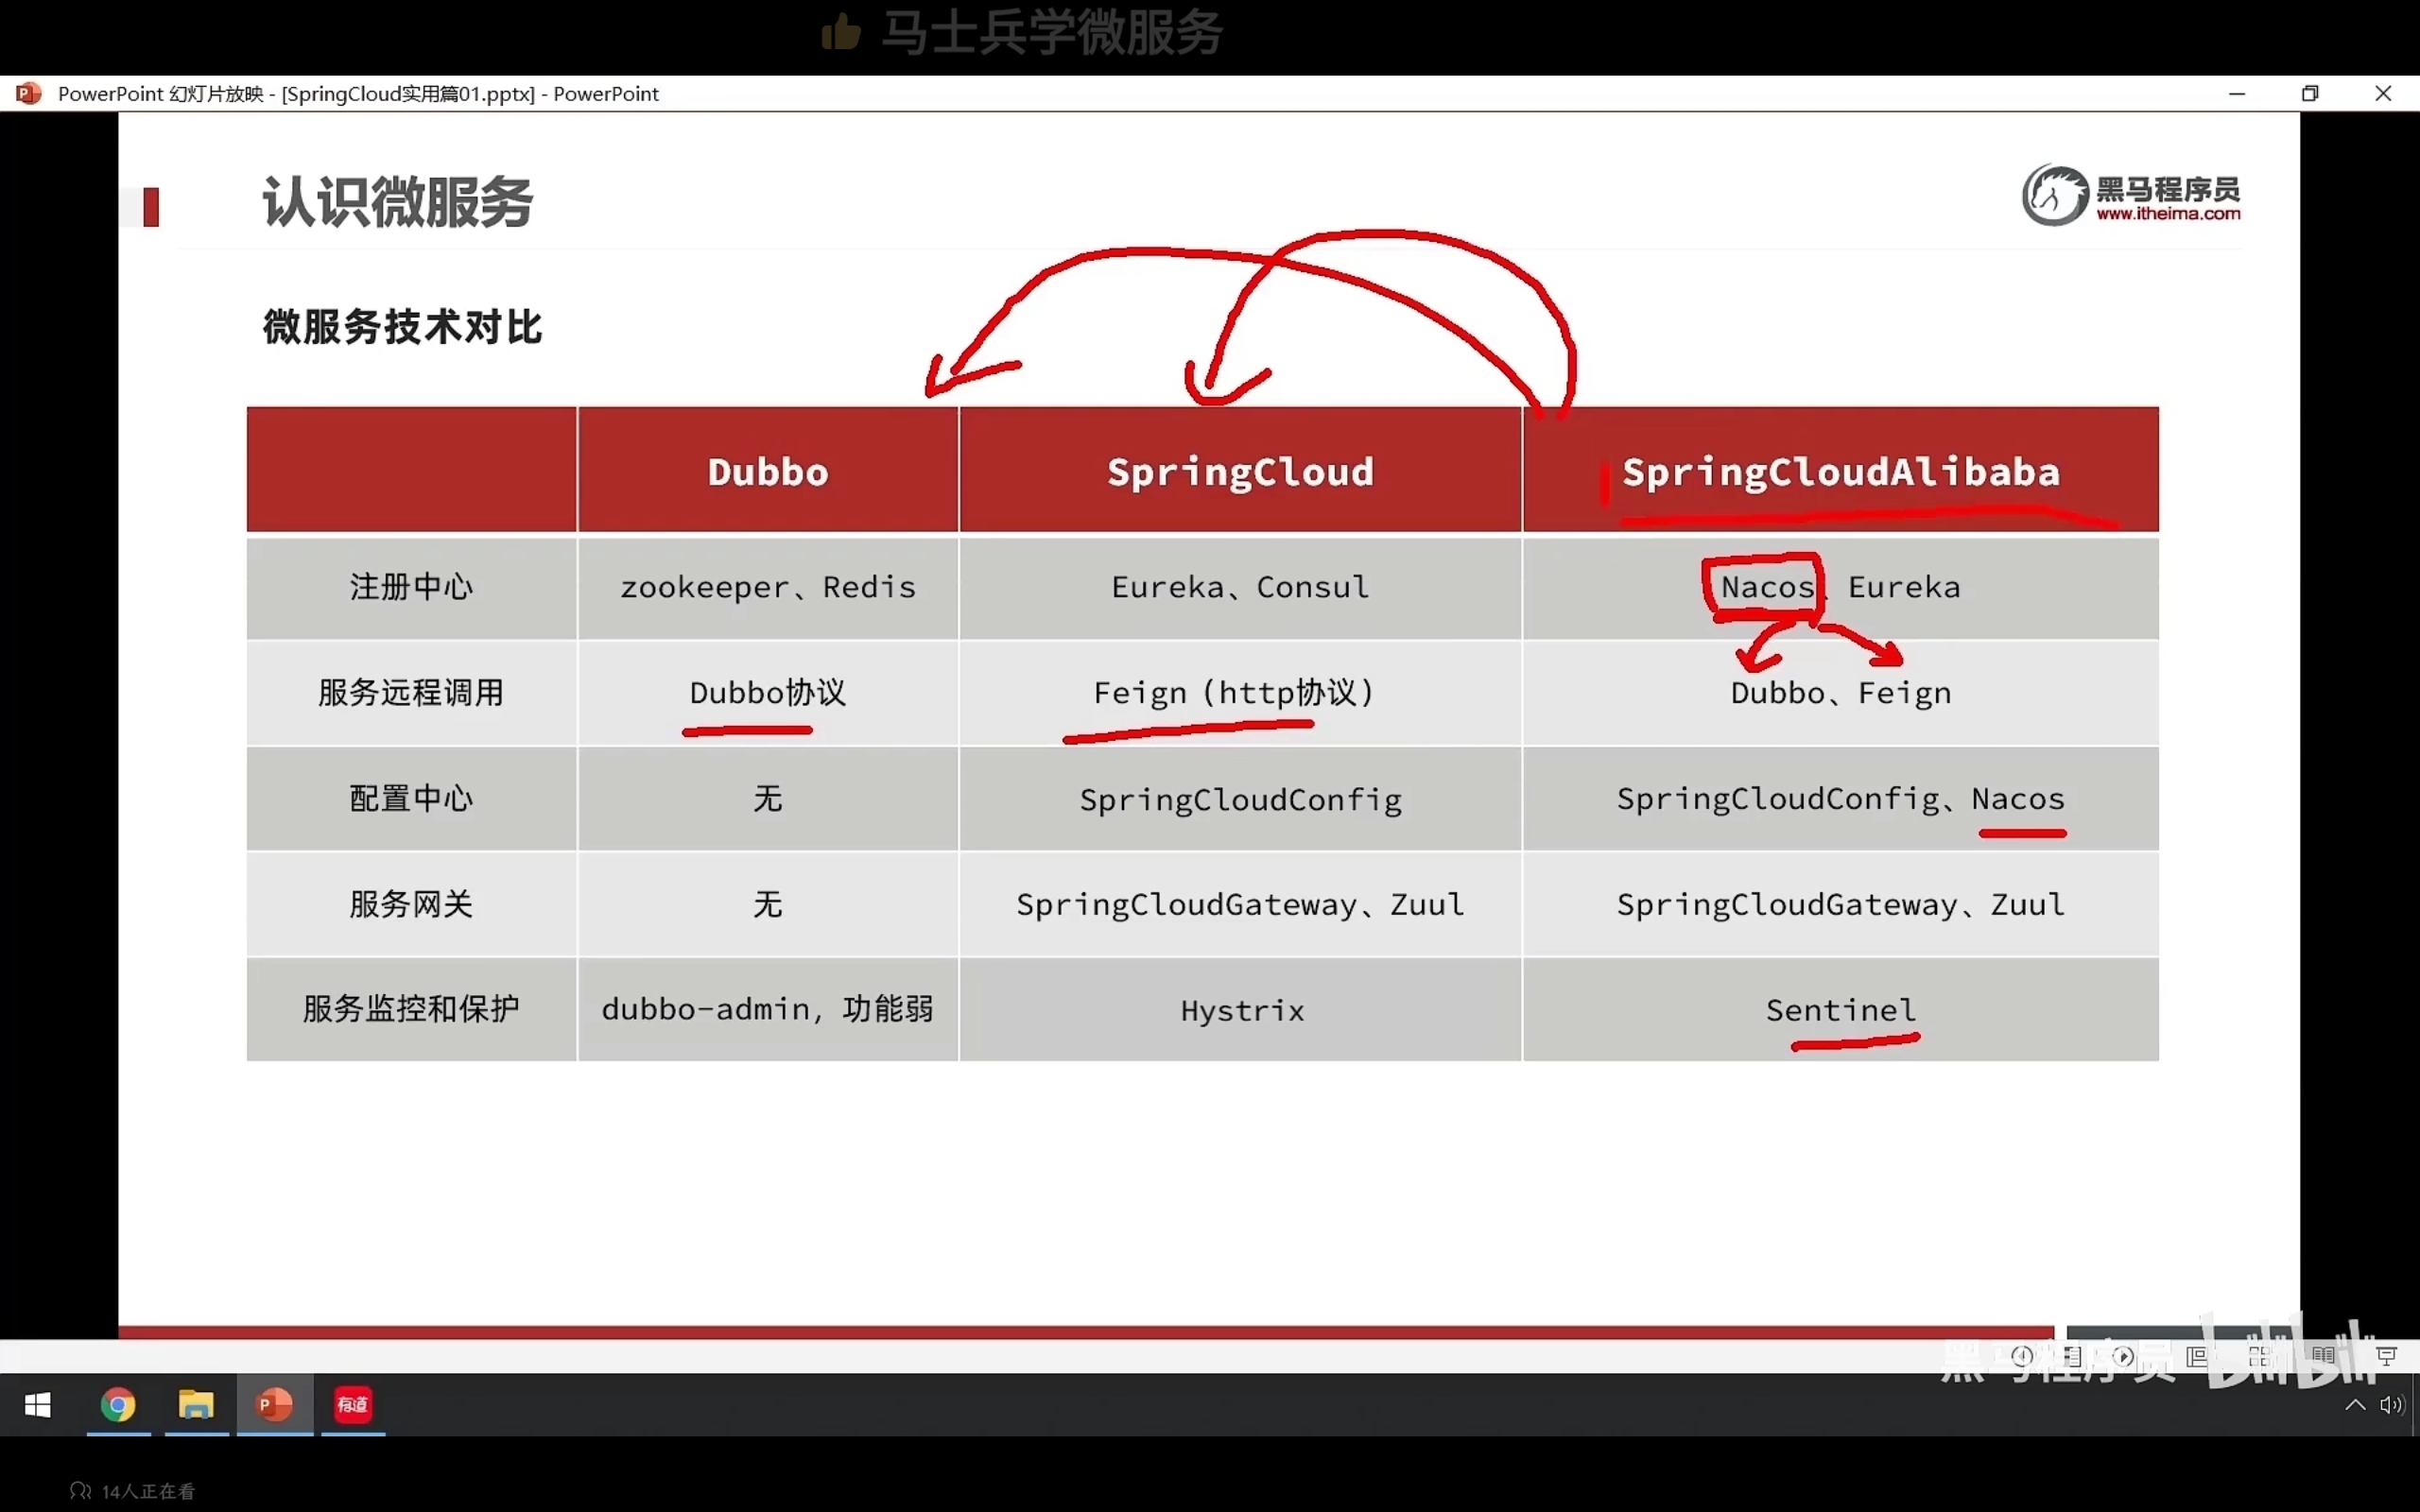 马士兵学微服务
PowerPoint 幻灯片放映 - [SpringCloud实用篇01.pptx] - PowerPoint
认识微服务
黑马程序员
www.itheima.com
微服务技术对比
Dubbo SpringCloud SpringCloudAlibaba
注册中心 zookeeper、Redis Eureka、Consul Nacos、Eureka
服务远程调用 Dubbo协议 Feign（http协议） Dubbo、Feign
配置中心 无 SpringCloudConfig SpringCloudConfig、Nacos
服务网关 无 SpringCloudGateway、Zuul SpringCloudGateway、Zuul
服务监控和保护 dubbo-admin，功能弱 Hystrix Sentinel
黑马程序员 bilibili
有道
14人正在看